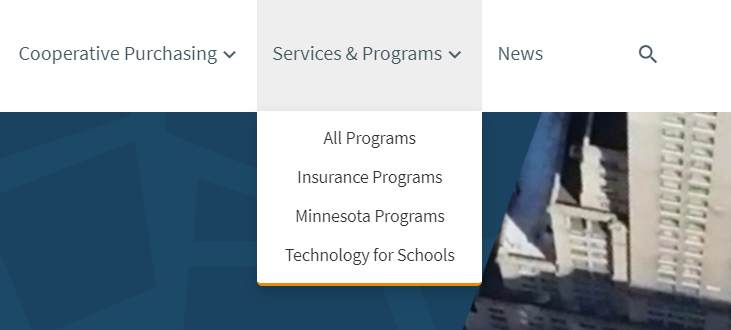 Cooperative Purchasing
Services & Programs
News
All Programs
Insurance Programs
Minnesota Programs
Technology for Schools